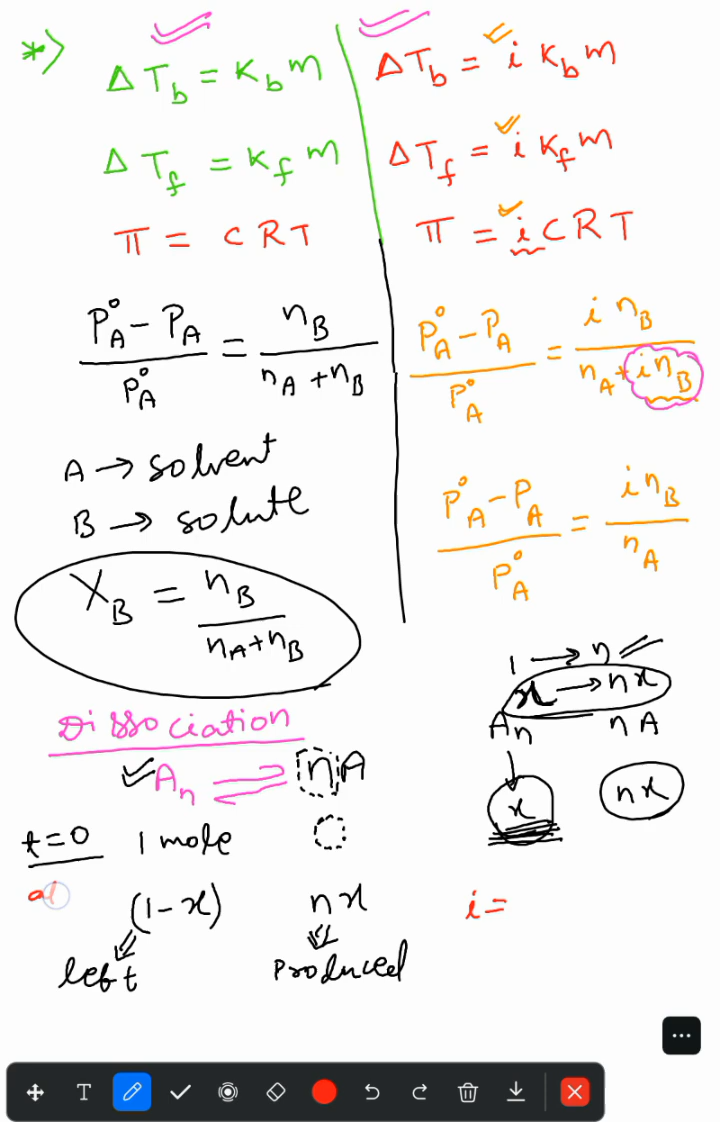 *>
ΔT_b = K_b m
ΔT_f = K_f m
π = C R T
(P°_A − P_A) / P°_A = n_B / (n_A + n_B)
A → solvent
B → solute
X_B = n_B / (n_A + n_B)
ΔT_b = i K_b m
ΔT_f = i K_f m
π = i C R T
(P°_A − P_A) / P°_A = i n_B / (n_A + i n_B)
(P°_A − P_A) / P°_A = i n_B / n_A
Dissociation
A_n ⇌ nA
t=0 1 mole
at
(1−x) nx
left produced
1 → n
x → nx
A_n nA
x nx
i =
T